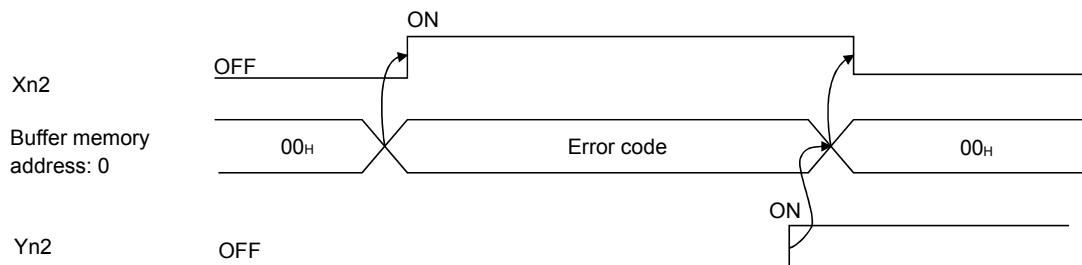 ON
OFF
Xn2
Buffer memory
address: 0
00H
Error code
00H
ON
Yn2
OFF